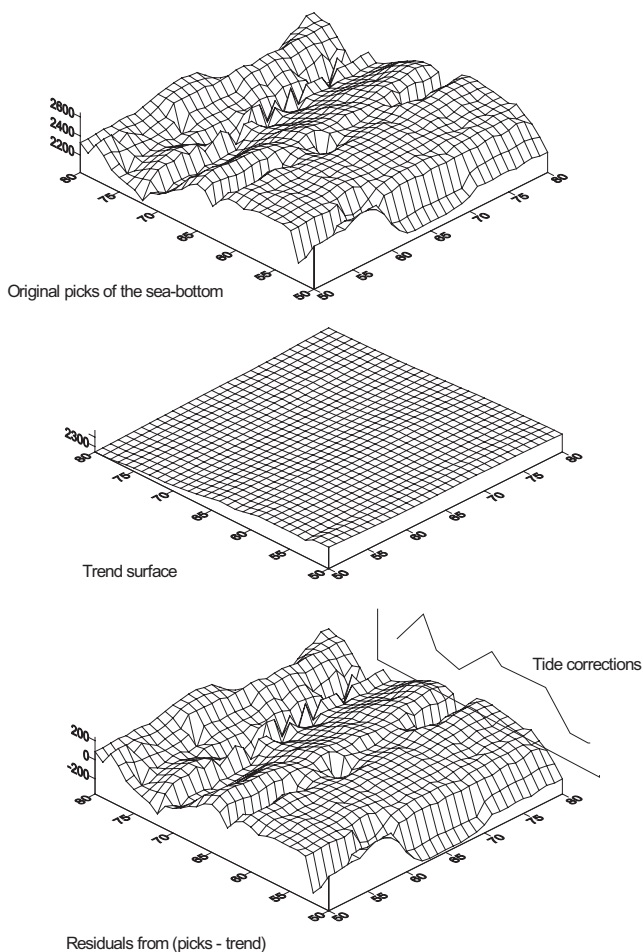 2600
2400
2200
80 75 70 65 60 55 50
50 55 60 65 70 75 80
Original picks of the sea-bottom
2300
80 75 70 65 60 55 50
50 55 60 65 70 75 80
Trend surface
Tide corrections
200
0
-200
80 75 70 65 60 55 50
50 55 60 65 70 75 80
Residuals from (picks - trend)